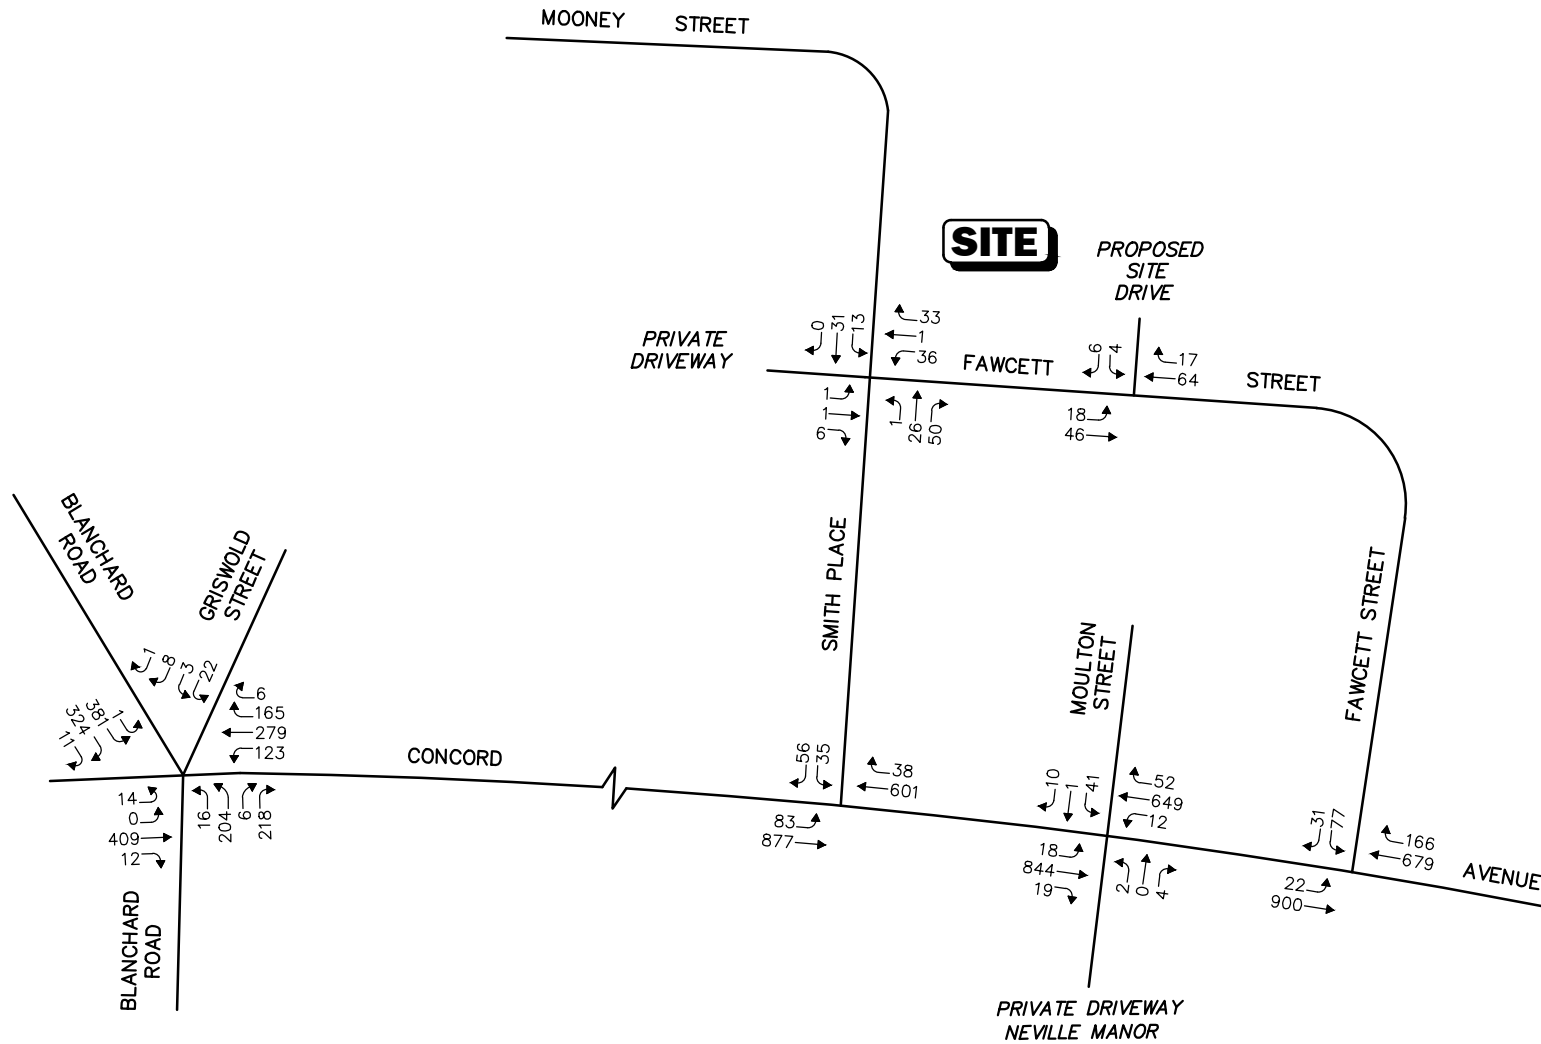 MOONEY STREET
SITE
PROPOSED
SITE
DRIVE
PRIVATE
DRIVEWAY
0
31
13
33
1
36
FAWCETT STREET
6
4
17
64
1
1
6
1
26
50
18
46
BLANCHARD
ROAD
GRISWOLD
STREET
SMITH PLACE
MOULTON
STREET
FAWCETT STREET
1
8
3
22
6
165
279
123
11
324
381
1
14
0
409
12
16
204
6
218
CONCORD
56
35
38
601
83
877
10
1
41
52
649
12
18
844
19
2
0
4
31
77
166
679
22
900
AVENUE
BLANCHARD
ROAD
PRIVATE DRIVEWAY
NEVILLE MANOR